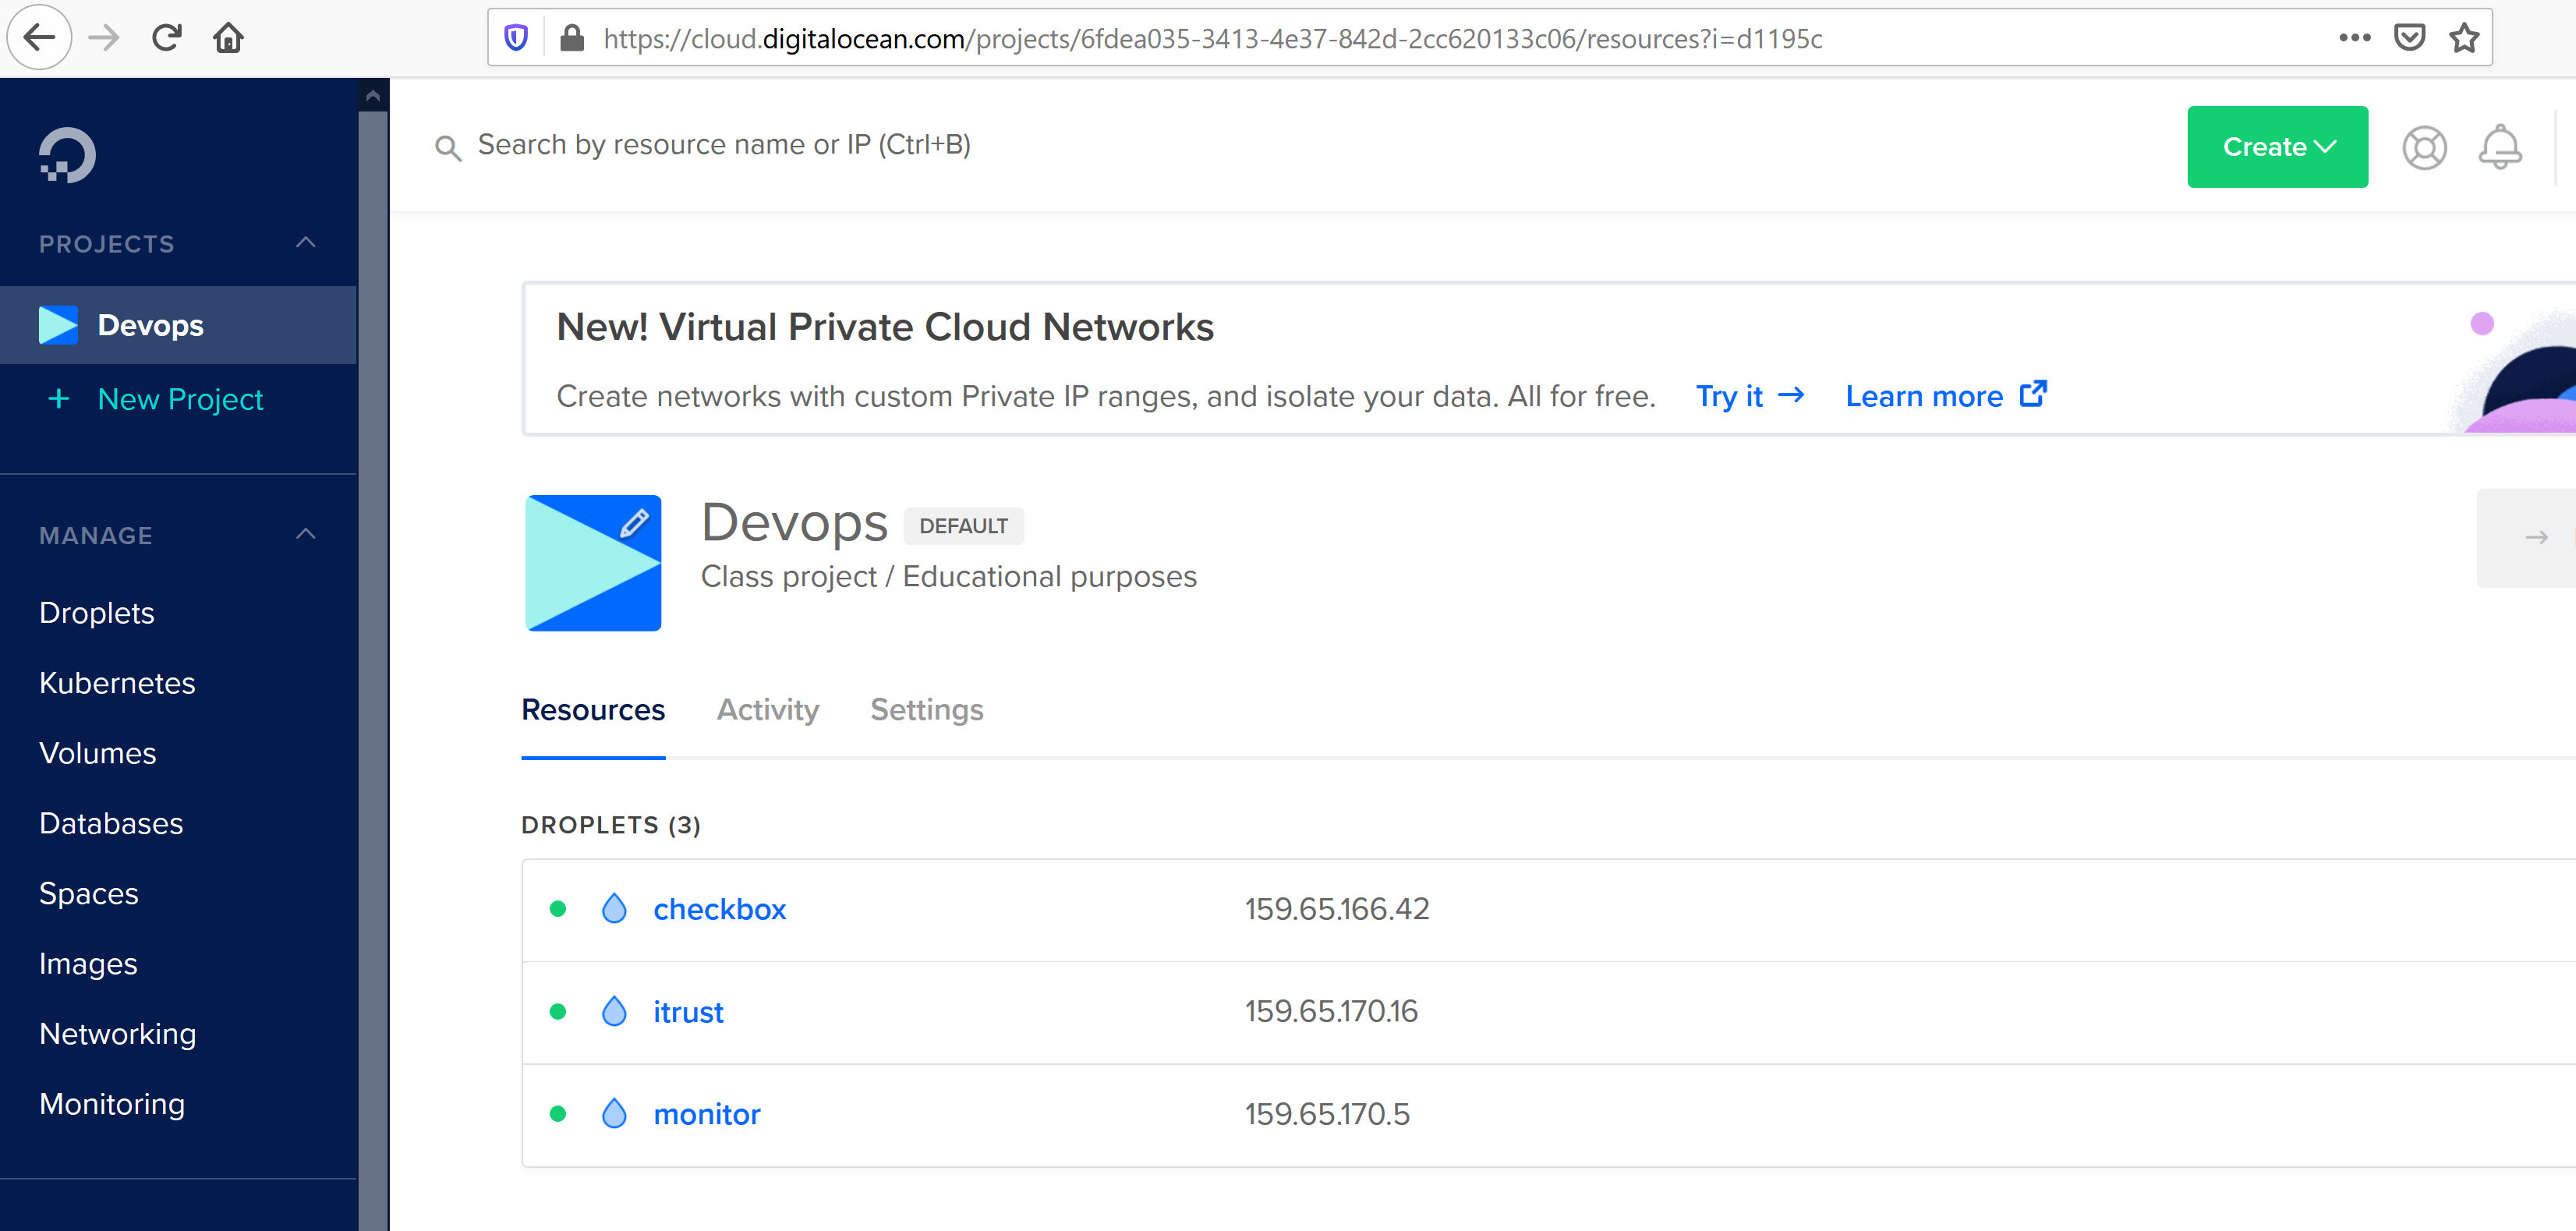 https://cloud.digitalocean.com/projects/6fdea035-3413-4e37-842d-2cc620133c06/resources?i=d1195c
Search by resource name or IP (Ctrl+B)
Create
PROJECTS
Devops
+ New Project
MANAGE
Droplets
Kubernetes
Volumes
Databases
Spaces
Images
Networking
Monitoring
New! Virtual Private Cloud Networks
Create networks with custom Private IP ranges, and isolate your data. All for free. Try it → Learn more
Devops DEFAULT
Class project / Educational purposes
Resources Activity Settings
DROPLETS (3)
checkbox 159.65.166.42
itrust 159.65.170.16
monitor 159.65.170.5